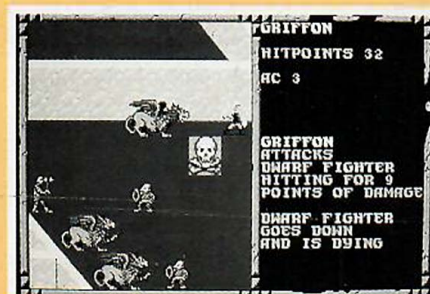 GRIFFON
HITPOINTS 32
AC 3
GRIFFON
ATTACKS
DWARF FIGHTER
HITTING FOR 9
POINTS OF DAMAGE
DWARF FIGHTER
GOES DOWN
AND IS DYING